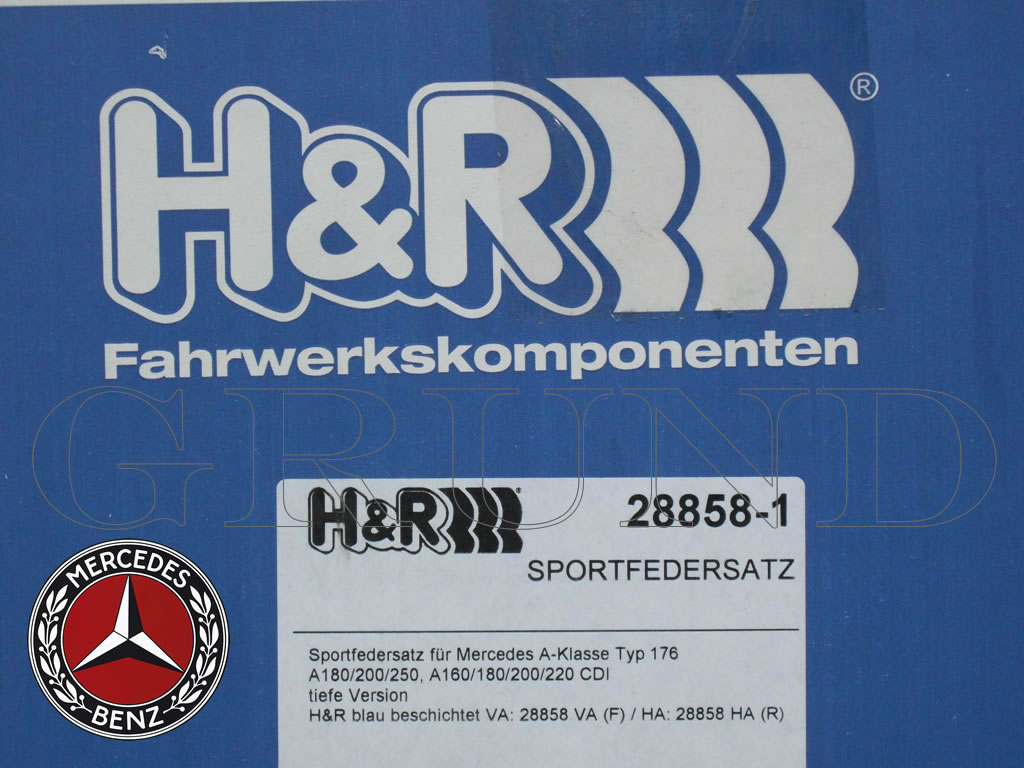 H&R®
Fahrwerkskomponenten
GRUND
H&R 28858-1
SPORTFEDERSATZ
Sportfedersatz für Mercedes A-Klasse Typ 176
A180/200/250, A160/180/200/220 CDI
tiefe Version
H&R blau beschichtet VA: 28858 VA (F) / HA: 28858 HA (R)
MERCEDES
BENZ